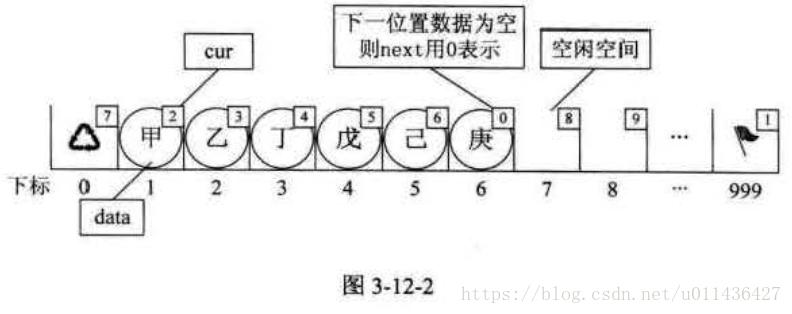 下一位置数据为空
则next用0表示
cur
空闲空间
7 2 3 4 5 6 0 8 9 1
甲 乙 丁 戊 己 庚 …
下标 0 1 2 3 4 5 6 7 8 … 999
data
图 3-12-2
https://blog.csdn.net/u011436427